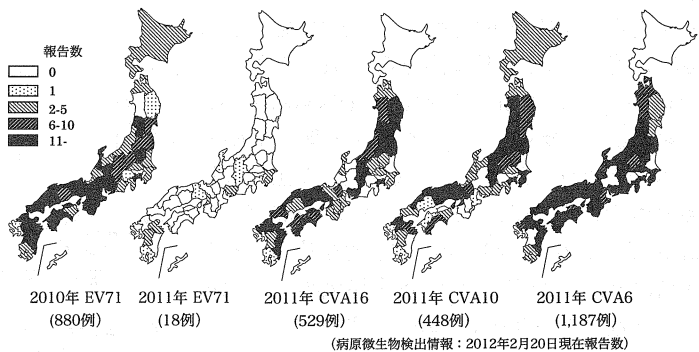 報告数
0
1
2-5
6-10
11-
2010年 EV71
(880例)
2011年 EV71
(18例)
2011年 CVA16
(529例)
2011年 CVA10
(448例)
2011年 CVA6
(1,187例)
(病原微生物検出情報：2012年2月20日現在報告数)